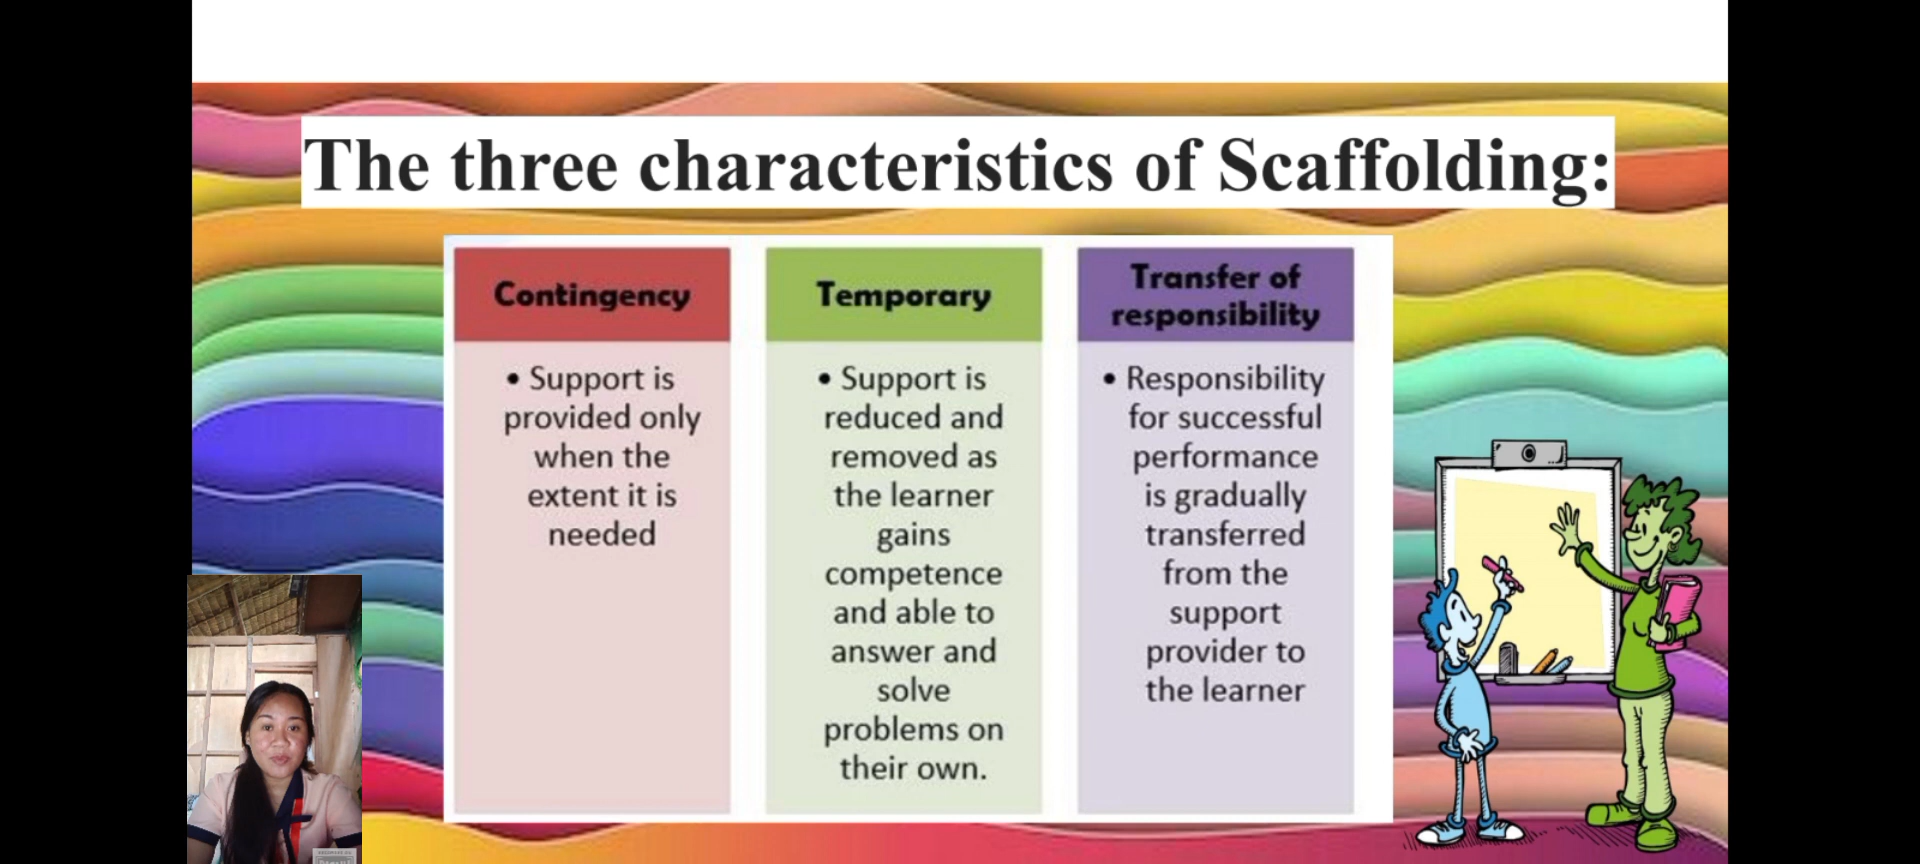 The three characteristics of Scaffolding:
Contingency
• Support is
provided only
when the
extent it is
needed
Temporary
• Support is
reduced and
removed as
the learner
gains
competence
and able to
answer and
solve
problems on
their own.
Transfer of
responsibility
• Responsibility
for successful
performance
is gradually
transferred
from the
support
provider to
the learner